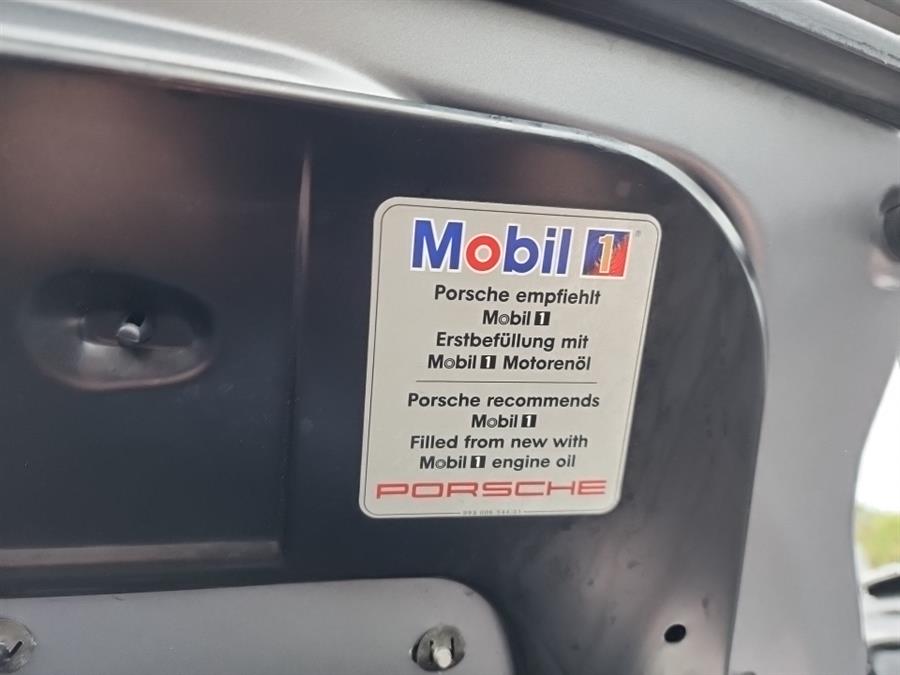 Mobil 1
Porsche empfiehlt
Mobil 1
Erstbefüllung mit
Mobil 1 Motorenöl
Porsche recommends
Mobil 1
Filled from new with
Mobil 1 engine oil
PORSCHE